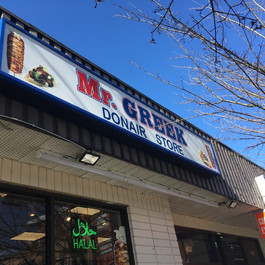 Mr. GREEK
DONAIR STORE
حلال
HALAL